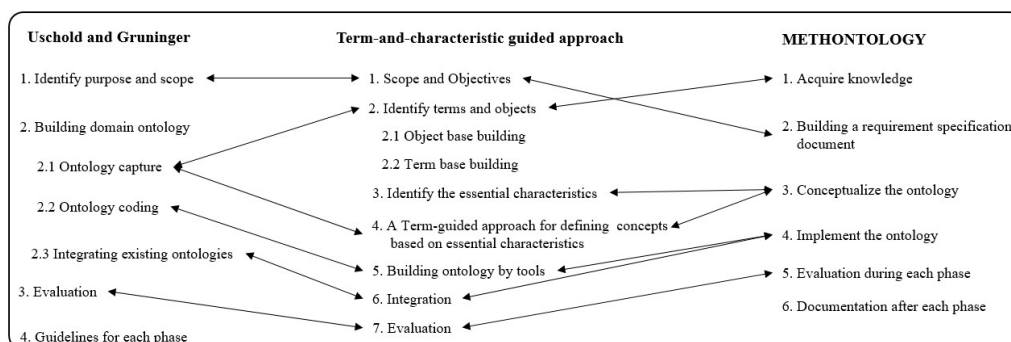 Uschold and Gruninger
1. Identify purpose and scope
2. Building domain ontology
2.1 Ontology capture
2.2 Ontology coding
2.3 Integrating existing ontologies
3. Evaluation
4. Guidelines for each phase
Term-and-characteristic guided approach
1. Scope and Objectives
2. Identify terms and objects
2.1 Object base building
2.2 Term base building
3. Identify the essential characteristics
4. A Term-guided approach for defining concepts
based on essential characteristics
5. Building ontology by tools
6. Integration
7. Evaluation
METHONTOLOGY
1. Acquire knowledge
2. Building a requirement specification
document
3. Conceptualize the ontology
4. Implement the ontology
5. Evaluation during each phase
6. Documentation after each phase